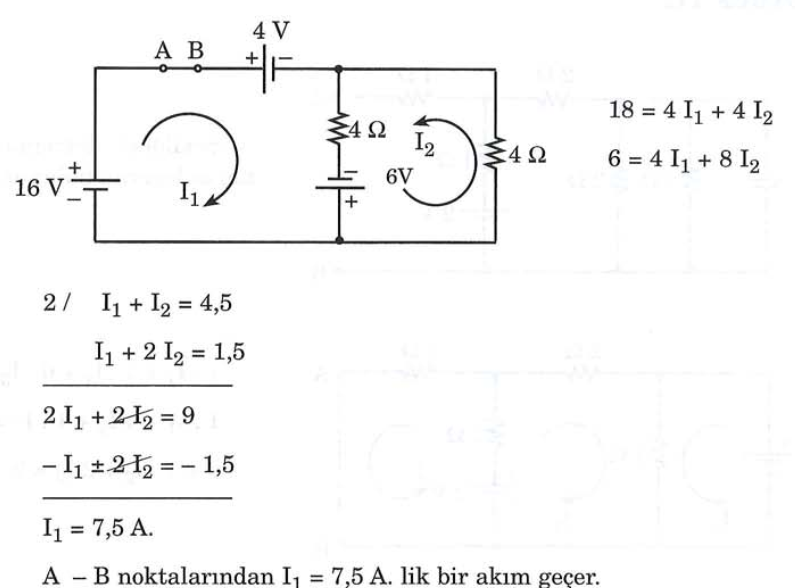 4 V
A B
+ −
4 Ω
I₂
4 Ω
16 V
+
−
I₁
6V
−
+
18 = 4 I₁ + 4 I₂
6 = 4 I₁ + 8 I₂
2 / I₁ + I₂ = 4,5
I₁ + 2 I₂ = 1,5
2 I₁ + 2 I₂ = 9
− I₁ ± 2 I₂ = − 1,5
I₁ = 7,5 A.
A − B noktalarından I₁ = 7,5 A. lik bir akım geçer.